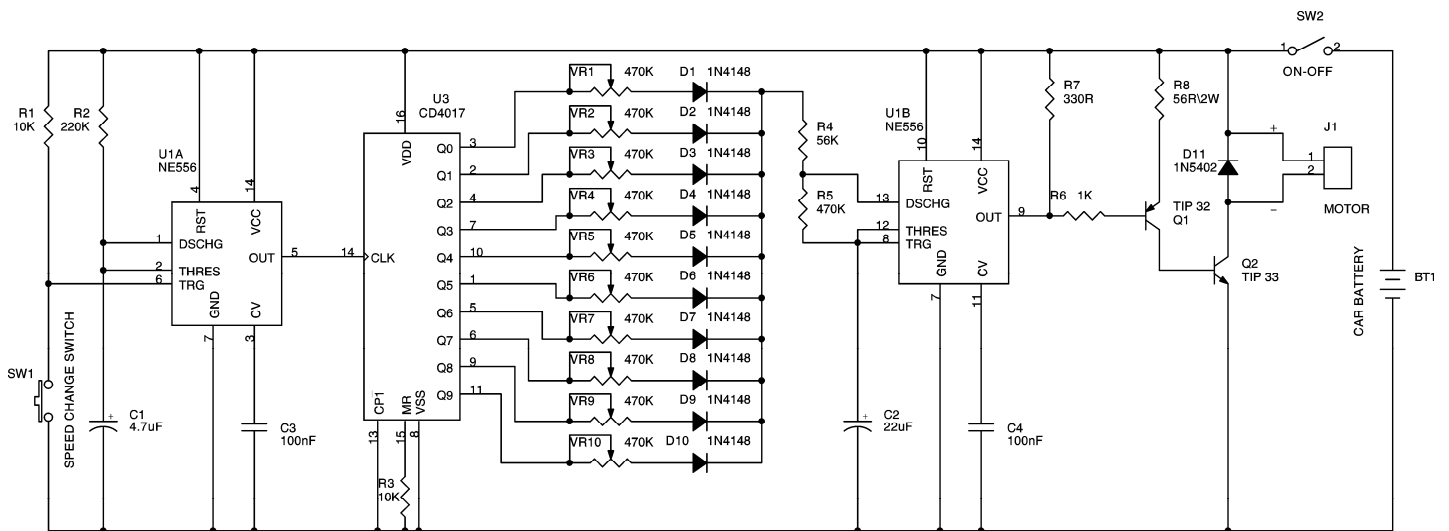 SW2
1 2
ON-OFF
R1
10K
R2
220K
U1A
NE556
4
14
RST
VCC
1
DSCHG
2
THRES
6
TRG
OUT
5
GND
CV
7
3
SW1
SPEED CHANGE SWITCH
C1
+
4.7uF
C3
100nF
U3
CD4017
16
VDD
14
CLK
Q0
3
Q1
2
Q2
4
Q3
7
Q4
10
Q5
1
Q6
5
Q7
6
Q8
9
Q9
11
CP1
MR
VSS
13
15
8
R3
10K
VR1 470K D1 1N4148
VR2 470K D2 1N4148
VR3 470K D3 1N4148
VR4 470K D4 1N4148
VR5 470K D5 1N4148
VR6 470K D6 1N4148
VR7 470K D7 1N4148
VR8 470K D8 1N4148
VR9 470K D9 1N4148
VR10 470K D10 1N4148
R4
56K
R5
470K
C2
+
22uF
U1B
NE556
10
14
RST
VCC
13
DSCHG
12
THRES
8
TRG
OUT
9
GND
CV
7
11
C4
100nF
R7
330R
R6 1K
R8
56R\2W
TIP 32
Q1
Q2
TIP 33
D11
1N5402
+
−
J1
1
2
MOTOR
CAR BATTERY
BT1